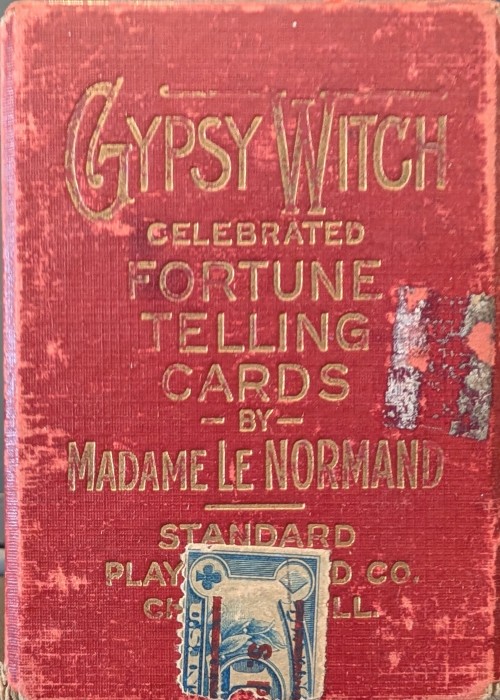 GYPSY WITCH
CELEBRATED
FORTUNE
TELLING
CARDS
- BY -
MADAME LE NORMAND
STANDARD
CO.